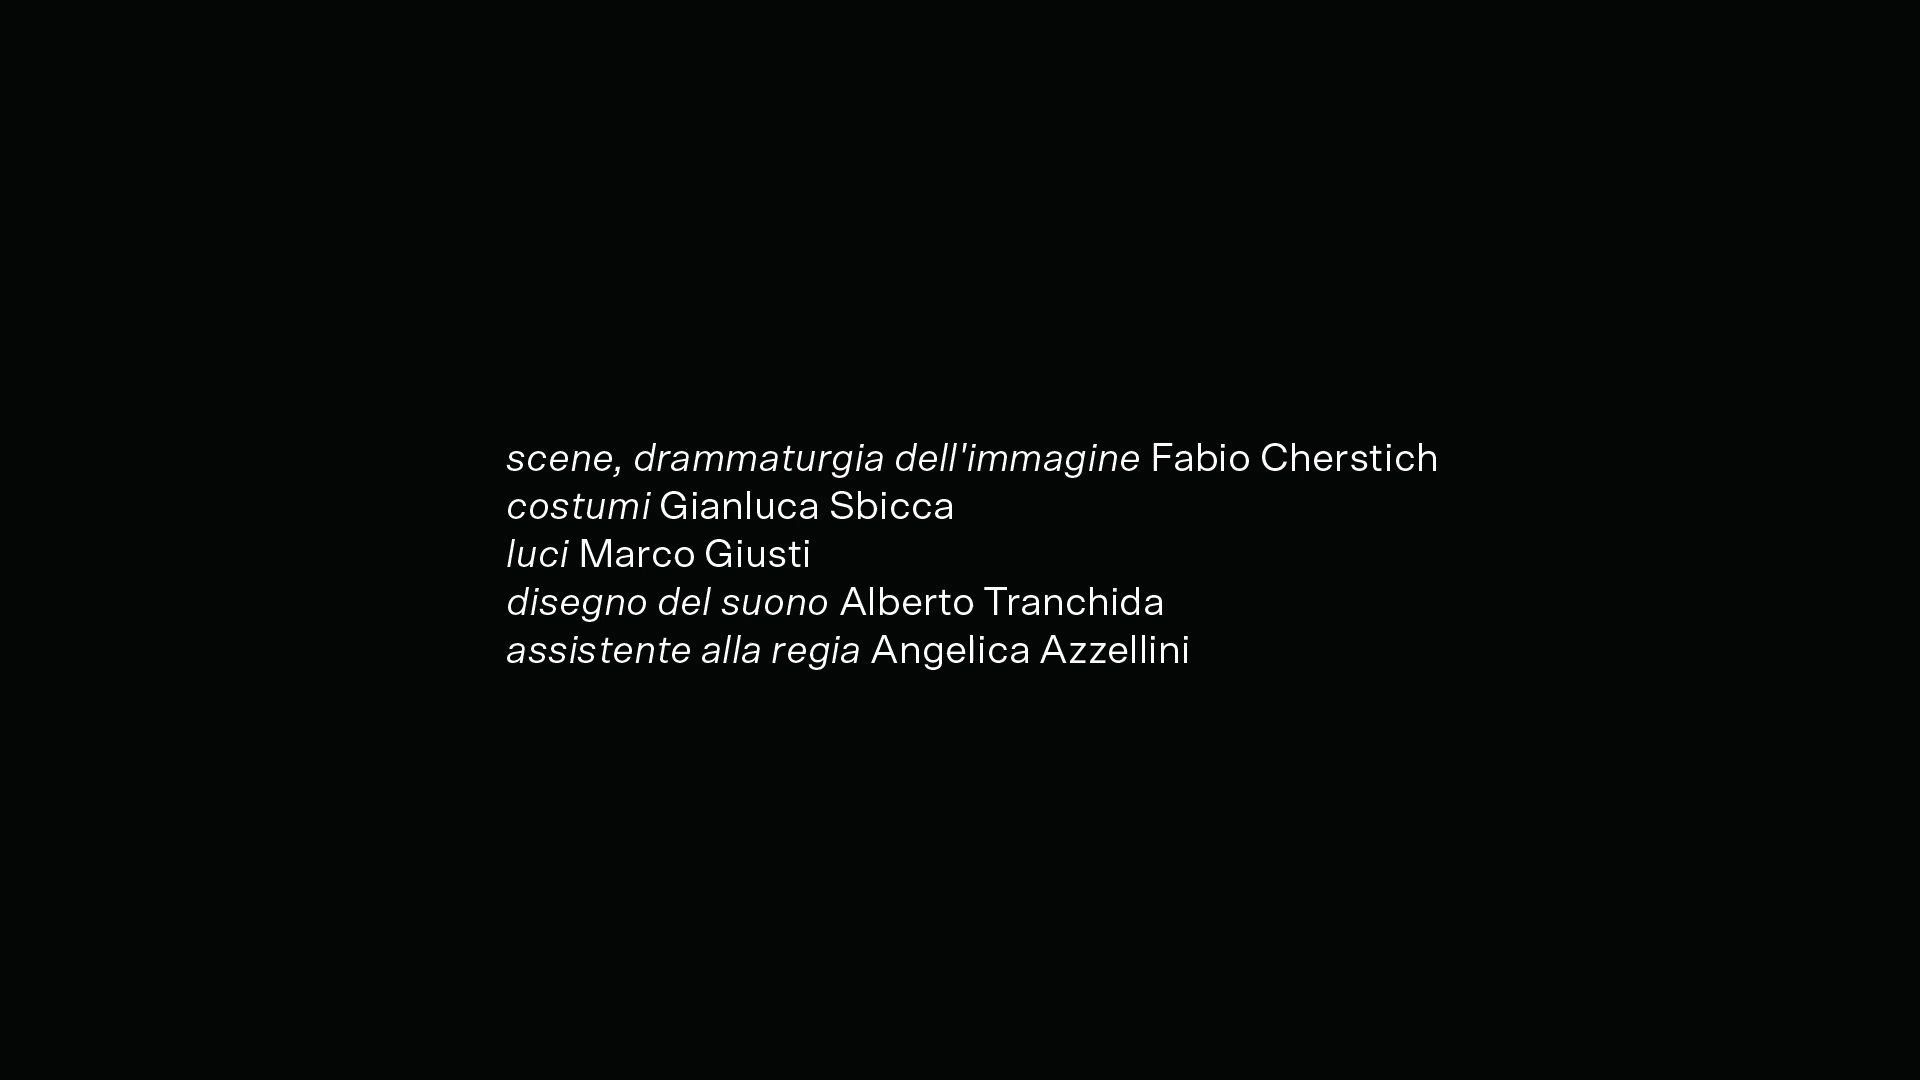 scene, drammaturgia dell'immagine Fabio Cherstich
costumi Gianluca Sbicca
luci Marco Giusti
disegno del suono Alberto Tranchida
assistente alla regia Angelica Azzellini